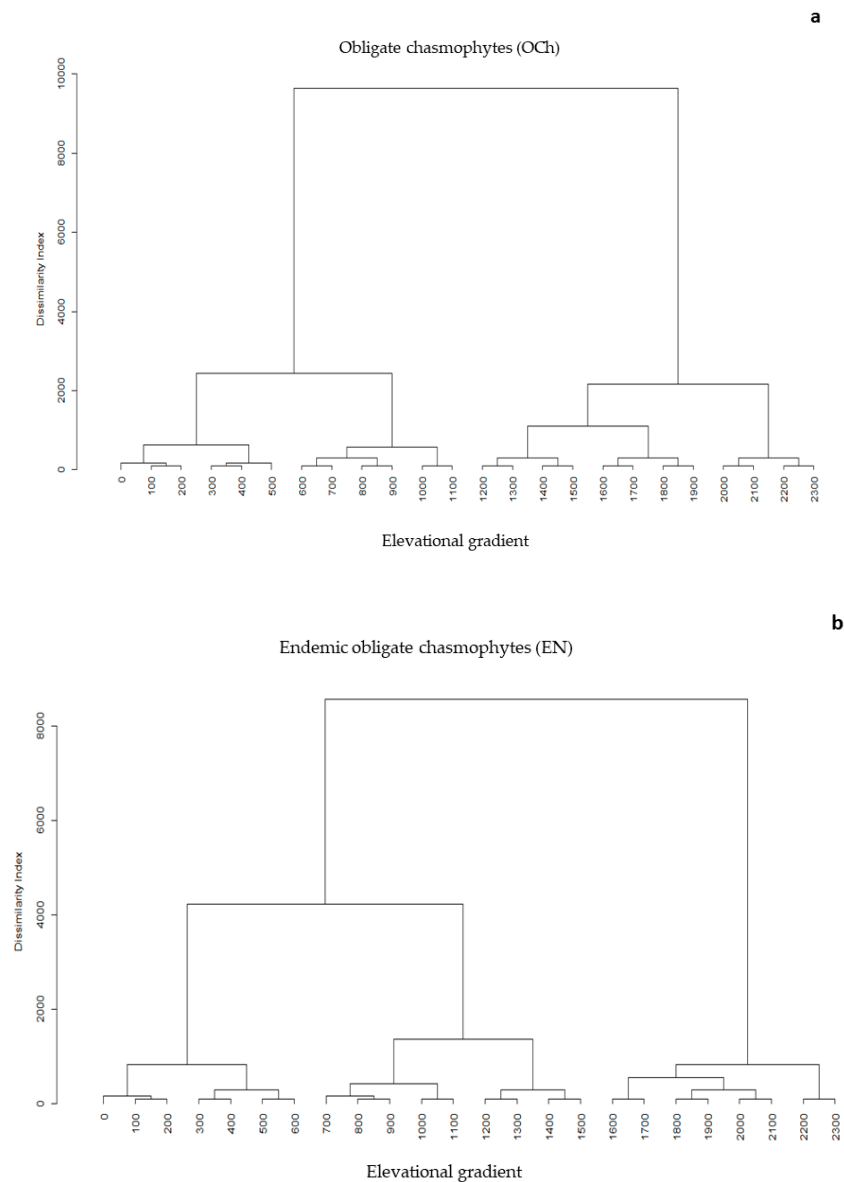 a
Obligate chasmophytes (OCh)
10000
8000
6000
4000
2000
0
Dissimilarity Index
0 100 200 300 400 500 600 700 800 900 1000 1100 1200 1300 1400 1500 1600 1700 1800 1900 2000 2100 2200 2300
Elevational gradient
b
Endemic obligate chasmophytes (EN)
8000
6000
4000
2000
0
Dissimilarity Index
0 100 200 300 400 500 600 700 800 900 1000 1100 1200 1300 1400 1500 1600 1700 1800 1900 2000 2100 2200 2300
Elevational gradient